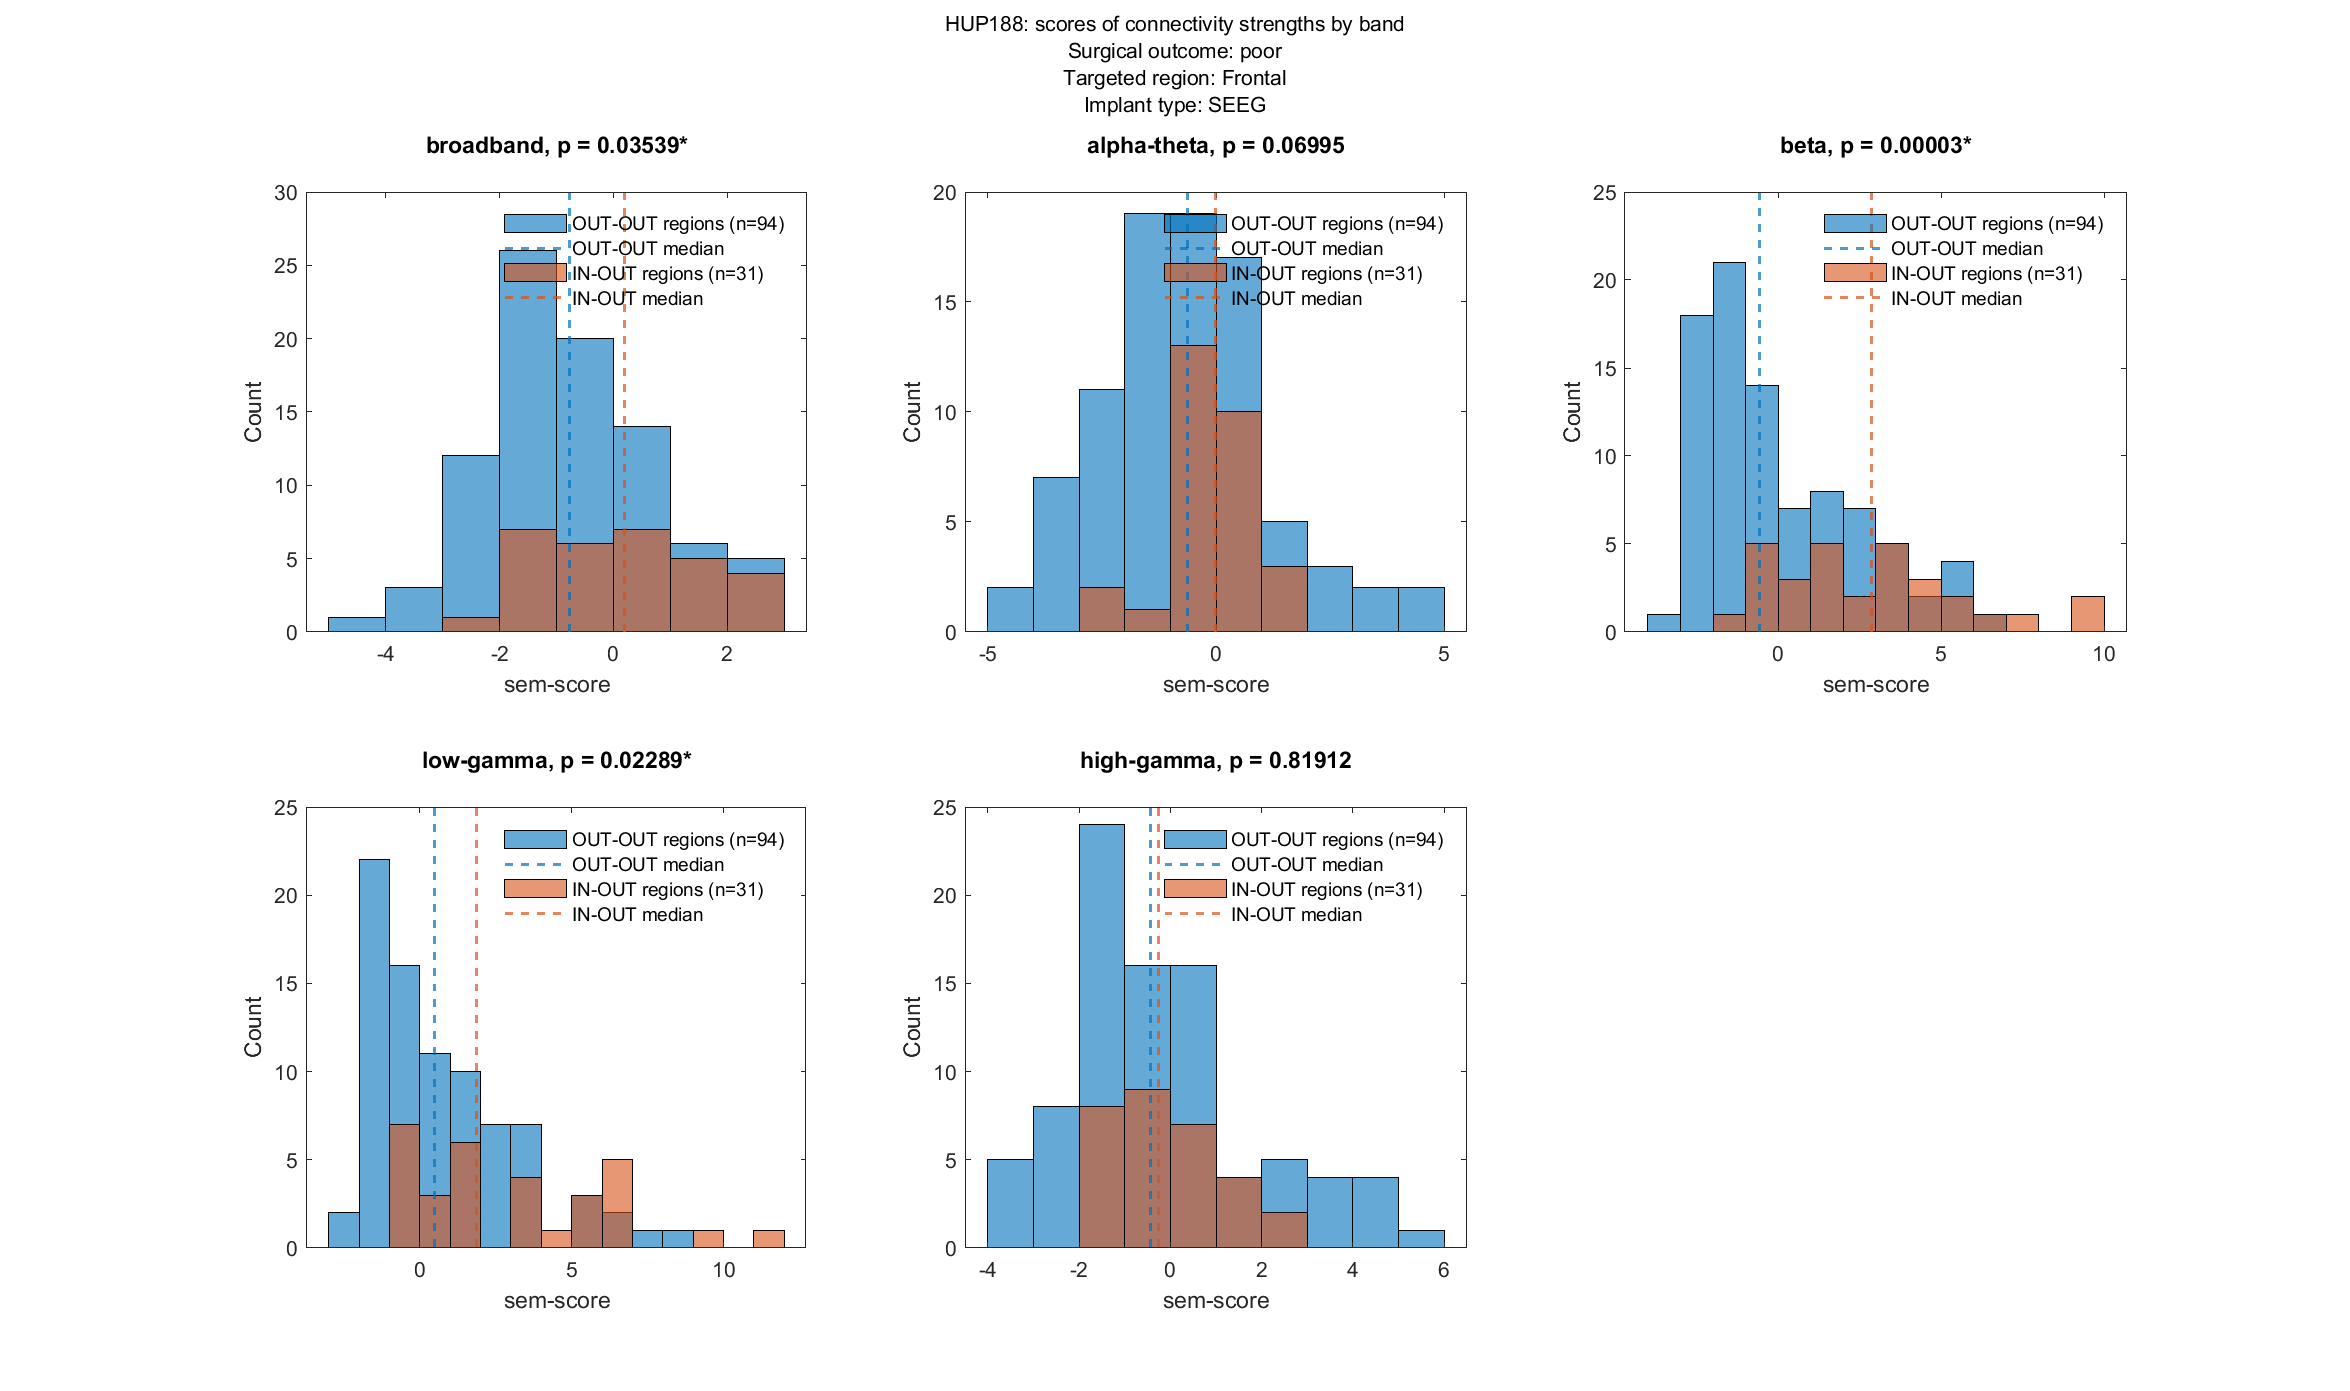 HUP188: scores of connectivity strengths by band
Surgical outcome: poor
Targeted region: Frontal
Implant type: SEEG
broadband, p = 0.03539*
30
25
20
15
10
5
0
Count
-4 -2 0 2
sem-score
OUT-OUT regions (n=94)
OUT-OUT median
IN-OUT regions (n=31)
IN-OUT median
alpha-theta, p = 0.06995
20
15
10
5
0
Count
-5 0 5
sem-score
OUT-OUT regions (n=94)
OUT-OUT median
IN-OUT regions (n=31)
IN-OUT median
beta, p = 0.00003*
25
20
15
10
5
0
Count
0 5 10
sem-score
OUT-OUT regions (n=94)
OUT-OUT median
IN-OUT regions (n=31)
IN-OUT median
low-gamma, p = 0.02289*
25
20
15
10
5
0
Count
0 5 10
sem-score
OUT-OUT regions (n=94)
OUT-OUT median
IN-OUT regions (n=31)
IN-OUT median
high-gamma, p = 0.81912
25
20
15
10
5
0
Count
-4 -2 0 2 4 6
sem-score
OUT-OUT regions (n=94)
OUT-OUT median
IN-OUT regions (n=31)
IN-OUT median